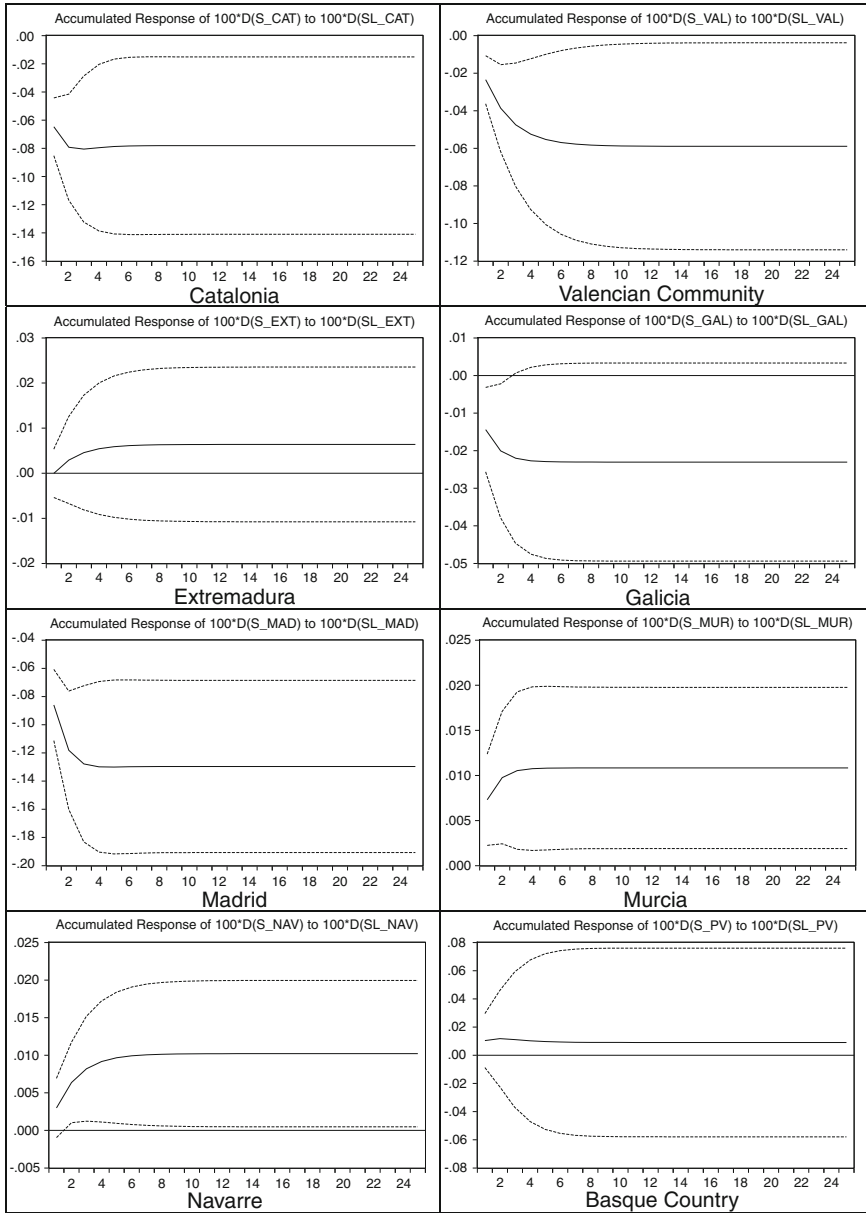 Accumulated Response of 100*D(S_CAT) to 100*D(SL_CAT)
.00
-.02
-.04
-.06
-.08
-.10
-.12
-.14
-.16
2 4 6 8 10 12 14 16 18 20 22 24
Catalonia
Accumulated Response of 100*D(S_VAL) to 100*D(SL_VAL)
.00
-.02
-.04
-.06
-.08
-.10
-.12
2 4 6 8 10 12 14 16 18 20 22 24
Valencian Community
Accumulated Response of 100*D(S_EXT) to 100*D(SL_EXT)
.03
.02
.01
.00
-.01
-.02
2 4 6 8 10 12 14 16 18 20 22 24
Extremadura
Accumulated Response of 100*D(S_GAL) to 100*D(SL_GAL)
.01
.00
-.01
-.02
-.03
-.04
-.05
2 4 6 8 10 12 14 16 18 20 22 24
Galicia
Accumulated Response of 100*D(S_MAD) to 100*D(SL_MAD)
-.04
-.06
-.08
-.10
-.12
-.14
-.16
-.18
-.20
2 4 6 8 10 12 14 16 18 20 22 24
Madrid
Accumulated Response of 100*D(S_MUR) to 100*D(SL_MUR)
.025
.020
.015
.010
.005
.000
2 4 6 8 10 12 14 16 18 20 22 24
Murcia
Accumulated Response of 100*D(S_NAV) to 100*D(SL_NAV)
.025
.020
.015
.010
.005
.000
-.005
2 4 6 8 10 12 14 16 18 20 22 24
Navarre
Accumulated Response of 100*D(S_PV) to 100*D(SL_PV)
.08
.06
.04
.02
.00
-.02
-.04
-.06
-.08
2 4 6 8 10 12 14 16 18 20 22 24
Basque Country